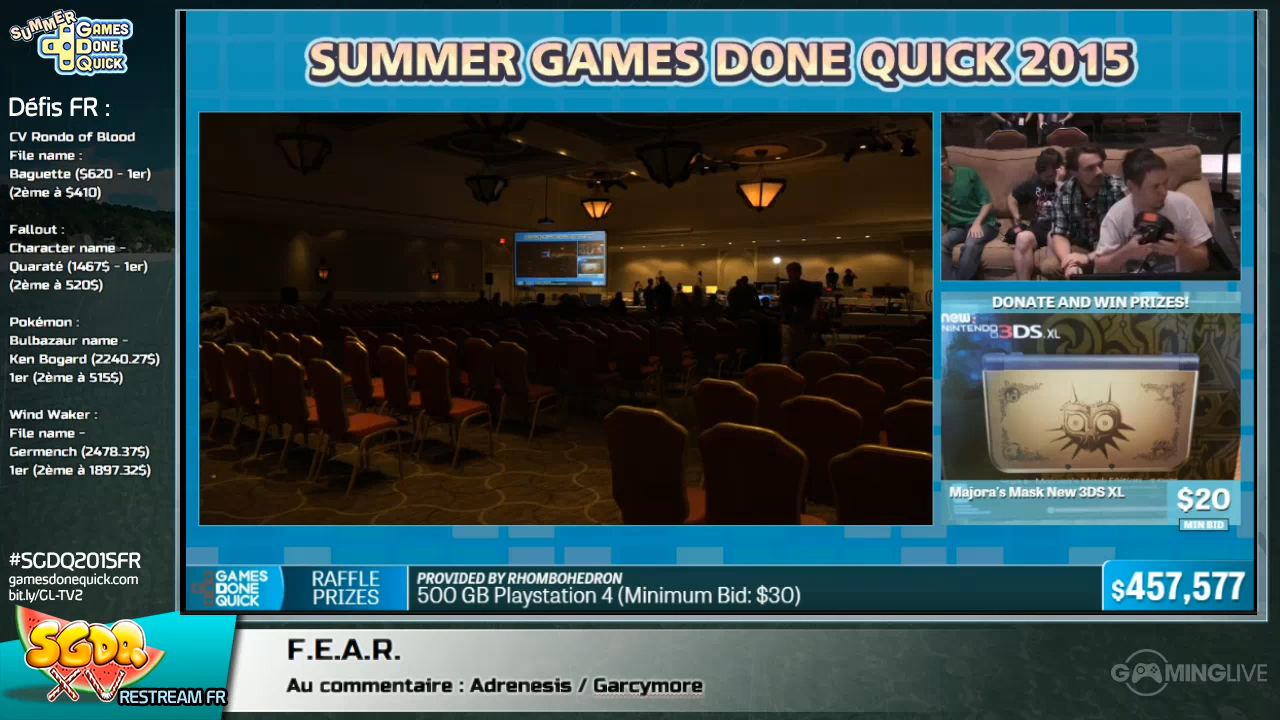 SUMMER GAMES DONE QUICK
Défis FR :
CV Rondo of Blood
File name :
Baguette ($620 - 1er)
(2ème à $410)
Fallout :
Character name -
Quaraté (1467$ - 1er)
(2ème à 520$)
Pokémon :
Bulbazaur name -
Ken Bogard (2240.27$)
1er (2ème à 515$)
Wind Waker :
File name -
Germench (2478.37$)
1er (2ème à 1897.32$)
#SGDQ2015FR
gamesdonequick.com
bit.ly/GL-TV2
SUMMER GAMES DONE QUICK 2015
DONATE AND WIN PRIZES!
new
NINTENDO 3DS XL
Majora's Mask New 3DS XL
$20
MIN BID
GAMES DONE QUICK
RAFFLE PRIZES
PROVIDED BY RHOMBOHEDRON
500 GB Playstation 4 (Minimum Bid: $30)
$457,577
SGDQ XV
RESTREAM FR
F.E.A.R.
Au commentaire : Adrenesis / Garcymore
GAMINGLIVE